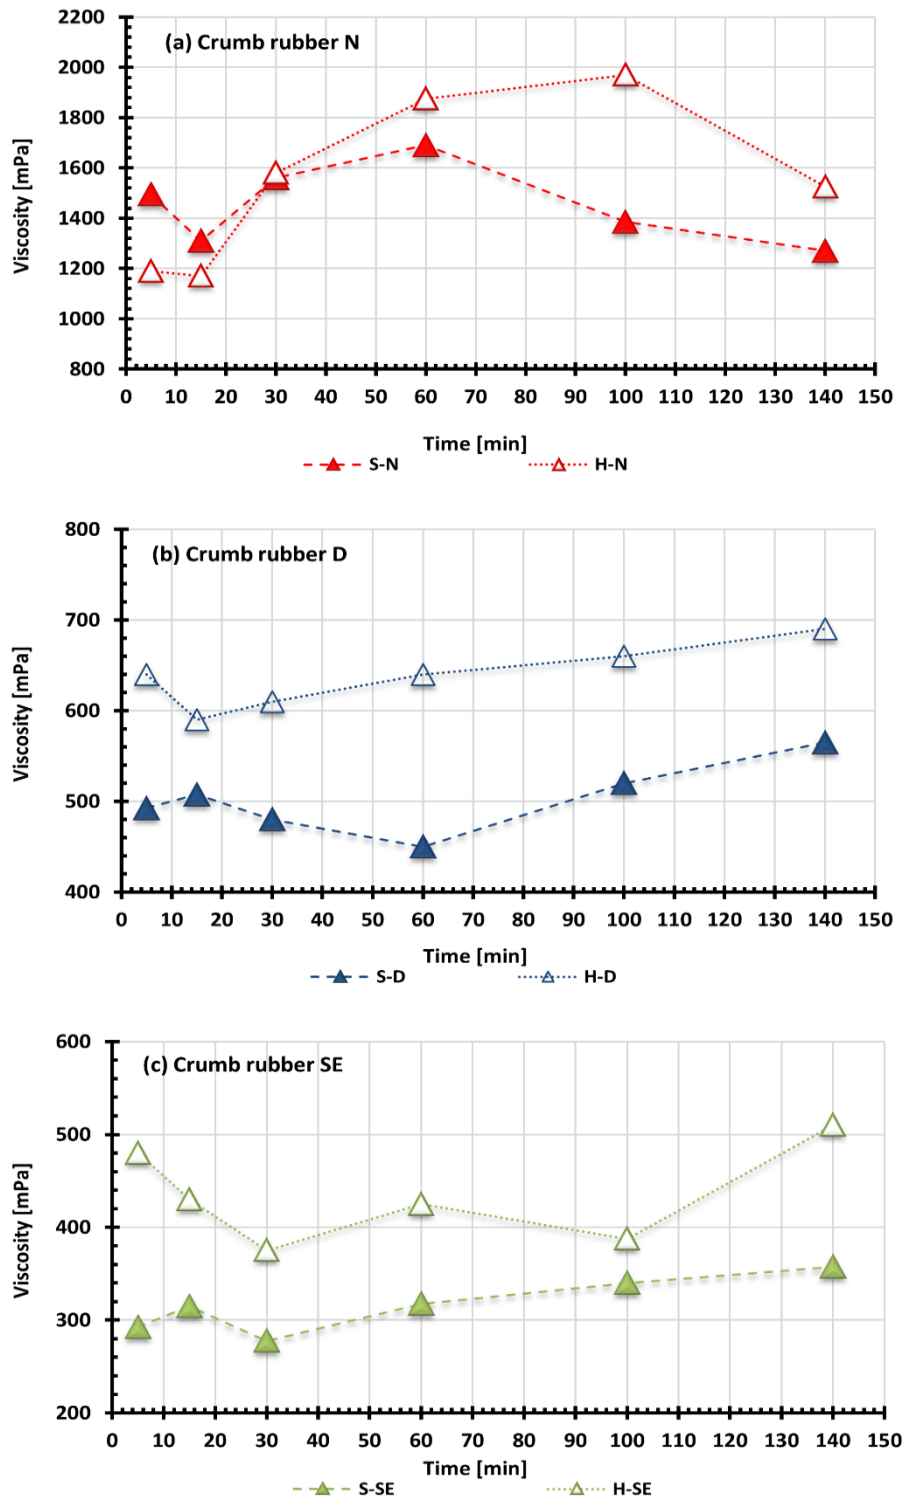 (a) Crumb rubber N
Viscosity [mPa]
2200
2000
1800
1600
1400
1200
1000
800
0 10 20 30 40 50 60 70 80 90 100 110 120 130 140 150
Time [min]
S-N H-N
(b) Crumb rubber D
Viscosity [mPa]
800
700
600
500
400
0 10 20 30 40 50 60 70 80 90 100 110 120 130 140 150
Time [min]
S-D H-D
(c) Crumb rubber SE
Viscosity [mPa]
600
500
400
300
200
0 10 20 30 40 50 60 70 80 90 100 110 120 130 140 150
Time [min]
S-SE H-SE